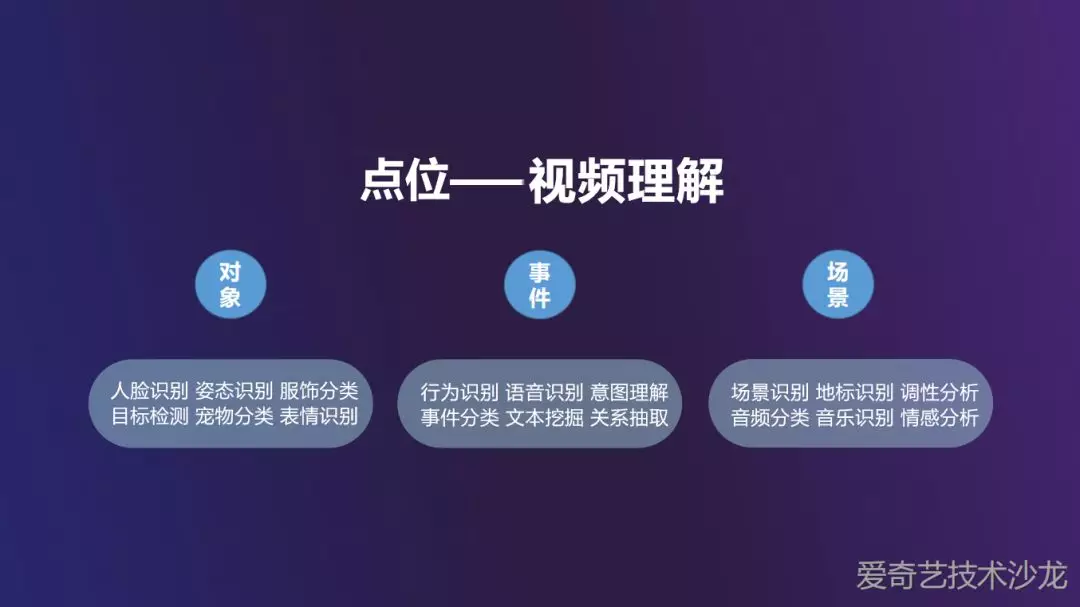 点位——视频理解
对
象
事
件
场
景
人脸识别 姿态识别 服饰分类
目标检测 宠物分类 表情识别
行为识别 语音识别 意图理解
事件分类 文本挖掘 关系抽取
场景识别 地标识别 调性分析
音频分类 音乐识别 情感分析
爱奇艺技术沙龙